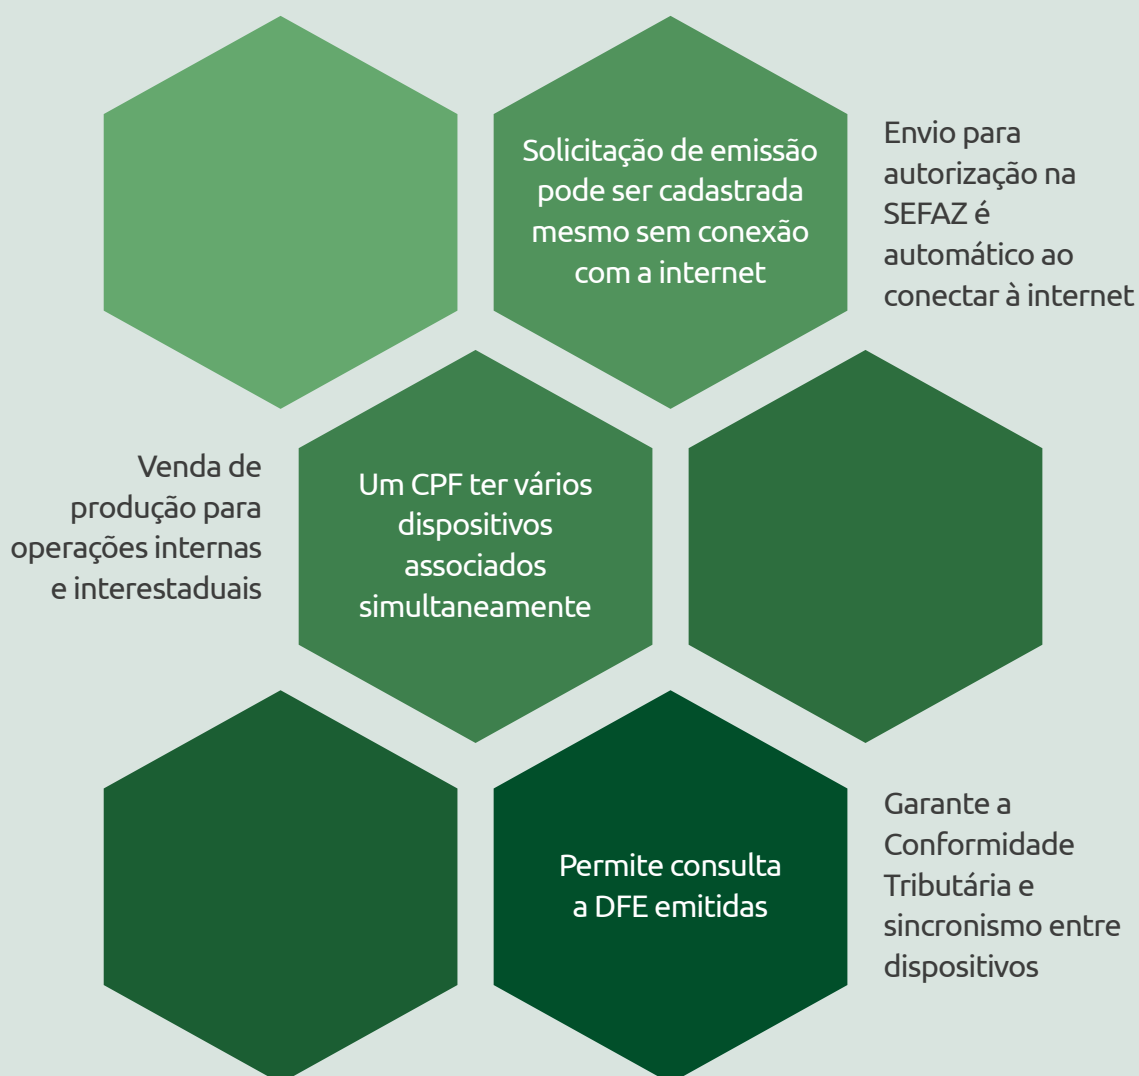 Solicitação de emissão
pode ser cadastrada
mesmo sem conexão
com a internet
Envio para
autorização na
SEFAZ é
automático ao
conectar à internet
Venda de
produção para
operações internas
e interestaduais
Um CPF ter vários
dispositivos
associados
simultaneamente
Permite consulta
a DFE emitidas
Garante a
Conformidade
Tributária e
sincronismo entre
dispositivos